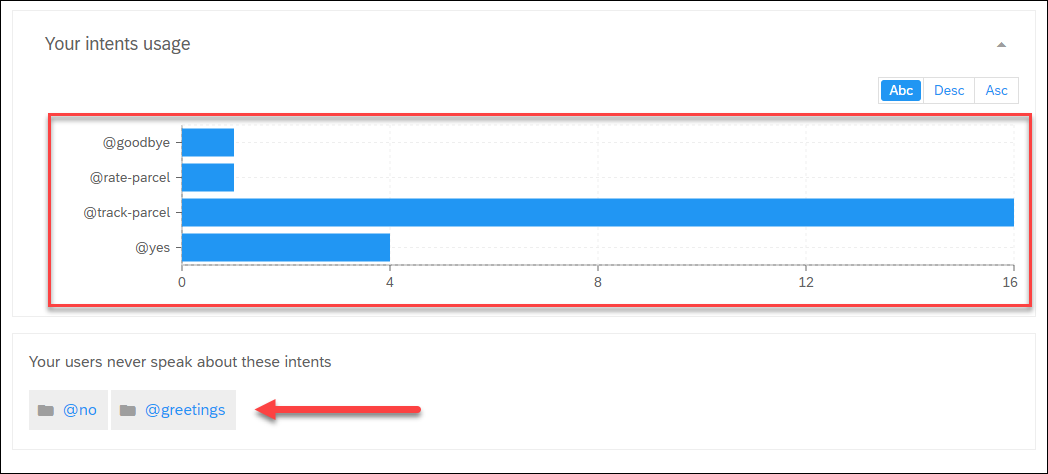 Your intents usage
Abc Desc Asc
@goodbye
@rate-parcel
@track-parcel
@yes
0 4 8 12 16
Your users never speak about these intents
@no @greetings